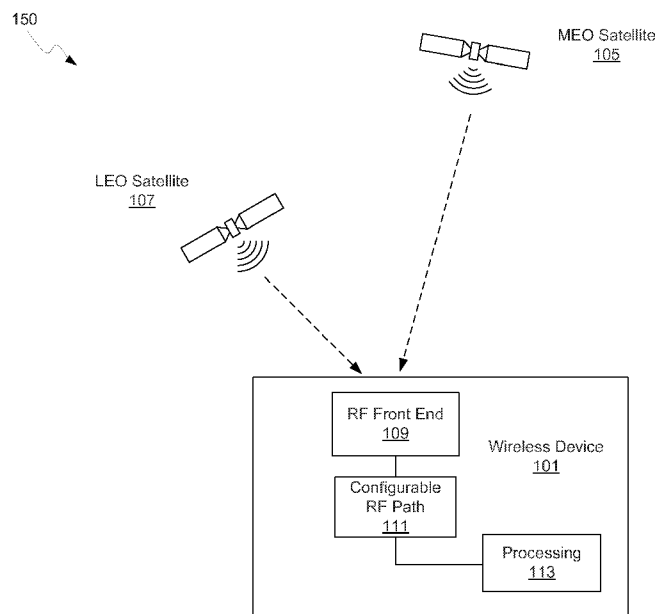 150
MEO Satellite
105
LEO Satellite
107
RF Front End
109
Wireless Device
101
Configurable
RF Path
111
Processing
113